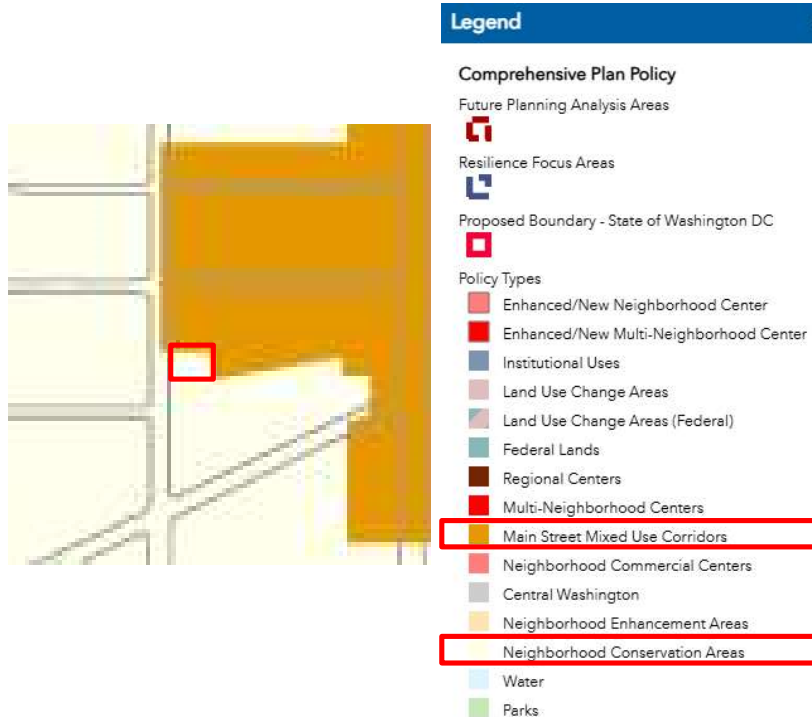 Legend
Comprehensive Plan Policy
Future Planning Analysis Areas
Resilience Focus Areas
Proposed Boundary - State of Washington DC
Policy Types
Enhanced/New Neighborhood Center
Enhanced/New Multi-Neighborhood Center
Institutional Uses
Land Use Change Areas
Land Use Change Areas (Federal)
Federal Lands
Regional Centers
Multi-Neighborhood Centers
Main Street Mixed Use Corridors
Neighborhood Commercial Centers
Central Washington
Neighborhood Enhancement Areas
Neighborhood Conservation Areas
Water
Parks